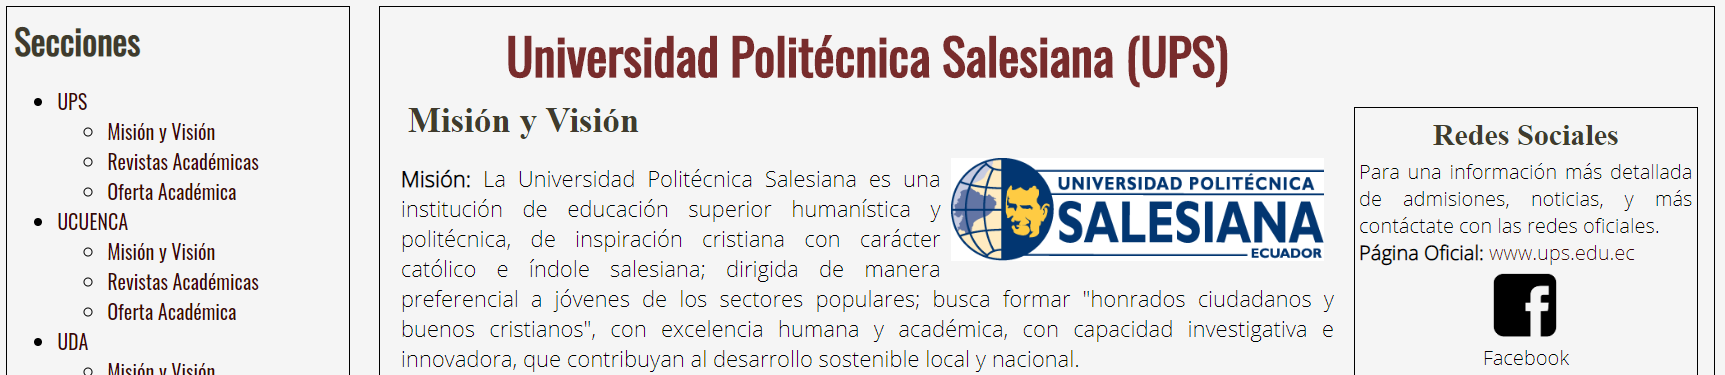 Secciones
UPS
Misión y Visión
Revistas Académicas
Oferta Académica
UCUENCA
Misión y Visión
Revistas Académicas
Oferta Académica
UDA
Misión y Visión
Universidad Politécnica Salesiana (UPS)
Misión y Visión
Misión: La Universidad Politécnica Salesiana es una
institución de educación superior humanística y
politécnica, de inspiración cristiana con carácter
católico e índole salesiana; dirigida de manera
preferencial a jóvenes de los sectores populares; busca formar "honrados ciudadanos y
buenos cristianos", con excelencia humana y académica, con capacidad investigativa e
innovadora, que contribuyan al desarrollo sostenible local y nacional.
UNIVERSIDAD POLITÉCNICA
SALESIANA
ECUADOR
Redes Sociales
Para una información más detallada
de admisiones, noticias, y más
contáctate con las redes oficiales.
Página Oficial: www.ups.edu.ec
Facebook